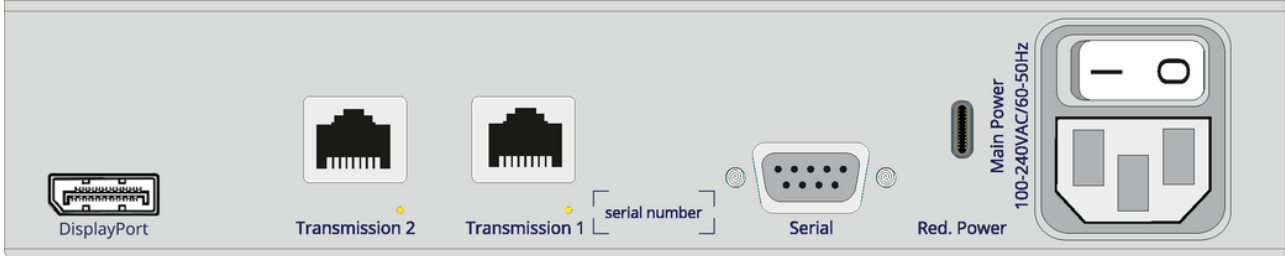 DisplayPort
Transmission 2
Transmission 1
serial number
Serial
Red. Power
Main Power
100-240VAC/60-50Hz